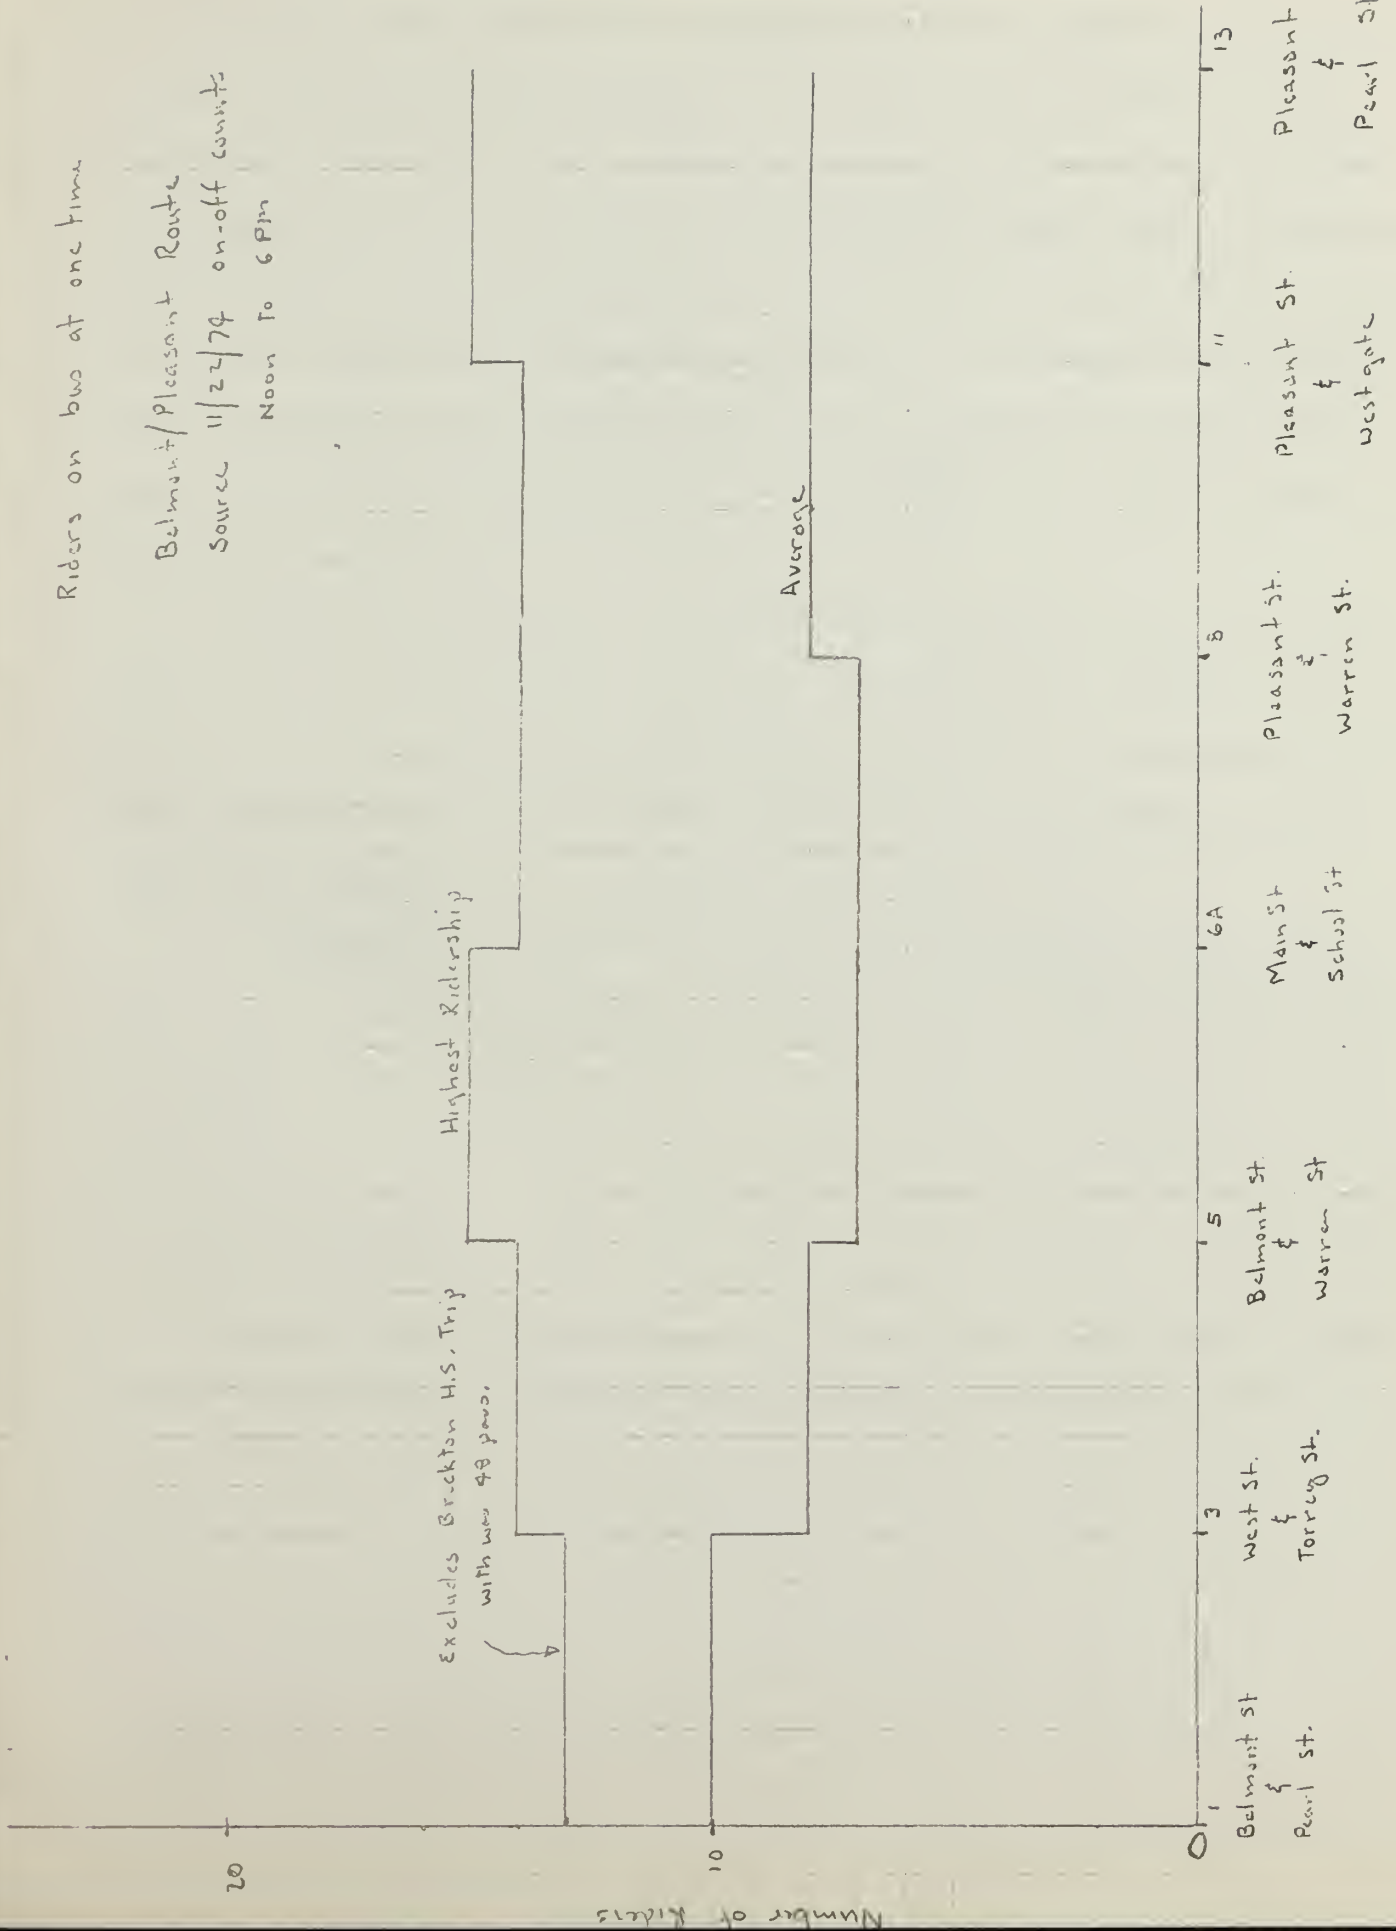 Riders on bus at one time
Belmont/Pleasant Route
Source 11/22/74 on-off counts
Noon To 6 PM
Highest Ridership
Excludes Brockton H.S. Trip
with was 48 pass.
Average
Number of Riders
20
10
0
1
3
5
6A
8
11
13
Belmont St
&
Pearl St.
West St.
&
Torrey St.
Belmont St.
&
Warren St
Main St
&
School St
Pleasant St.
&
Warren St.
Pleasant St.
&
Westgate
Pleasant
&
Pearl St